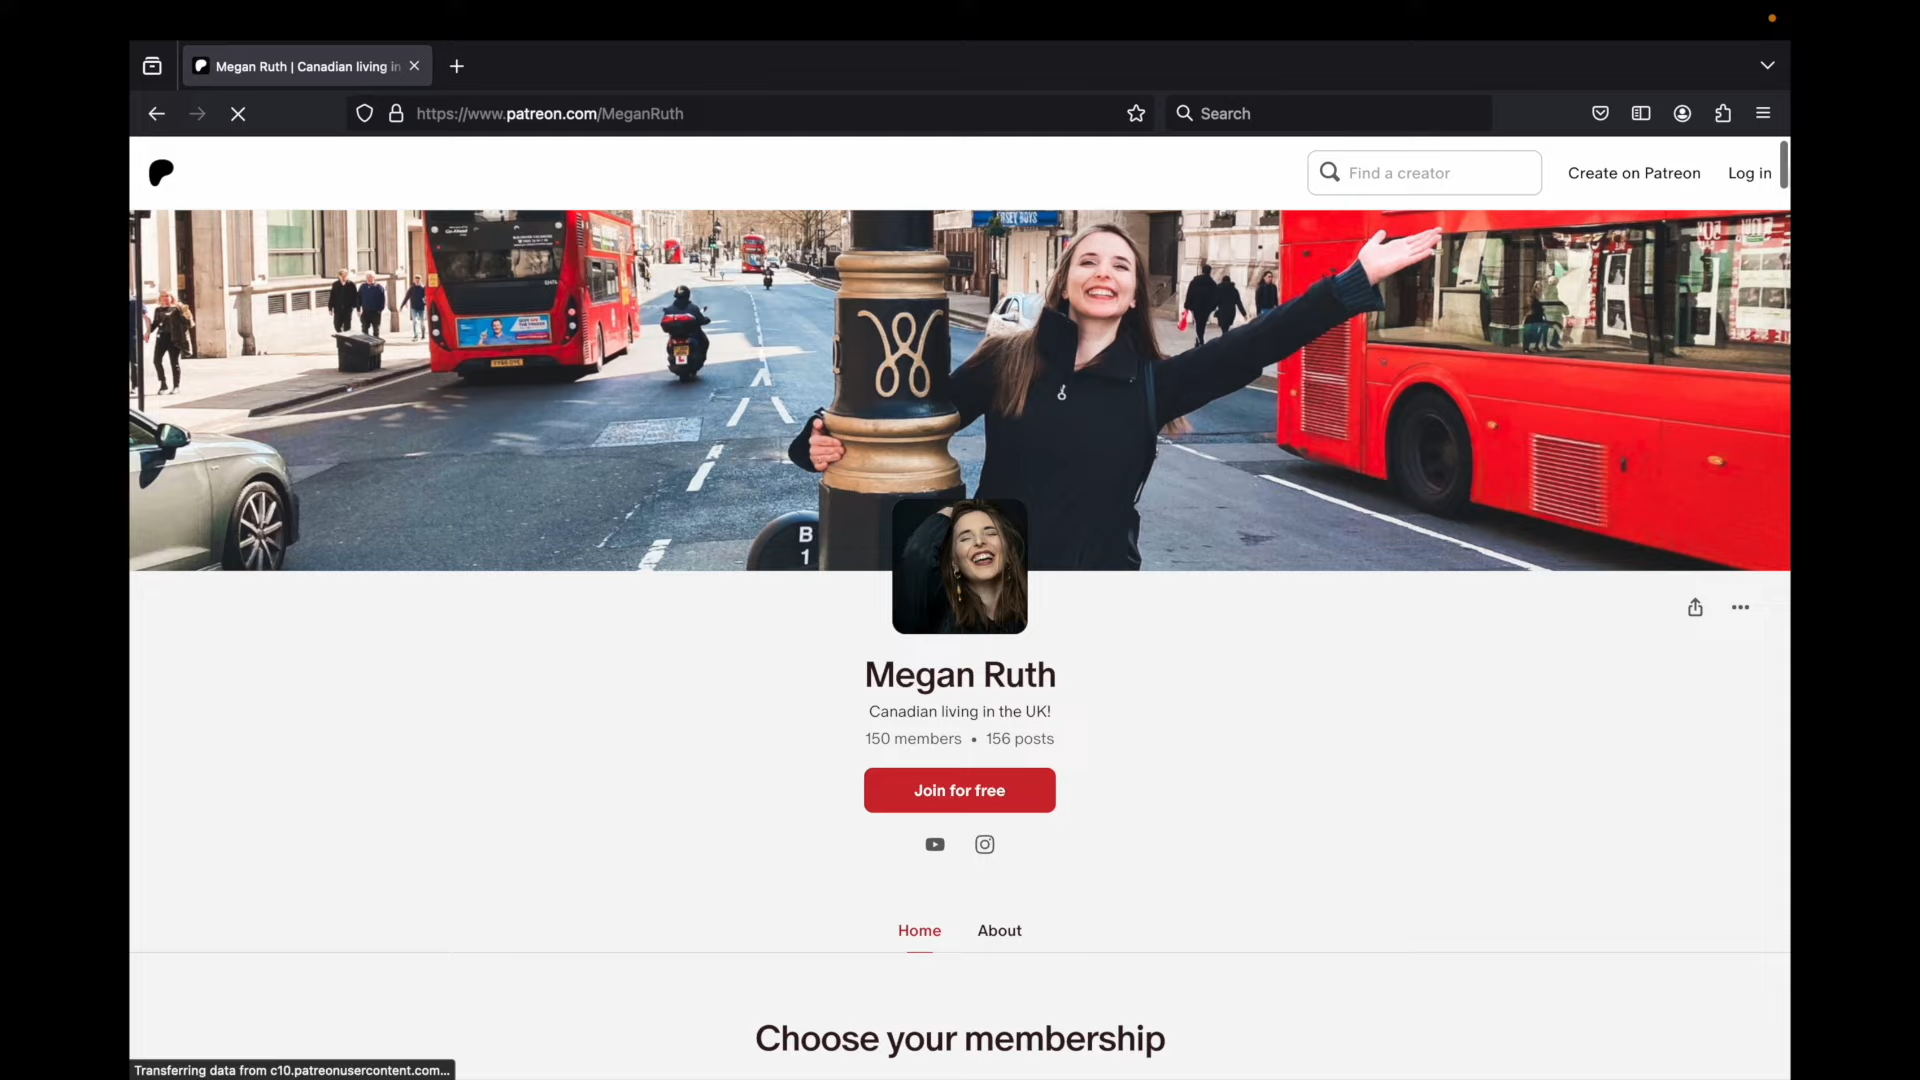 Megan Ruth | Canadian living in
https://www.patreon.com/MeganRuth
Search
Find a creator
Create on Patreon
Log in
JERSEY BOYS
B
1
Megan Ruth
Canadian living in the UK!
150 members • 156 posts
Join for free
Home
About
Choose your membership
Transferring data from c10.patreonusercontent.com...